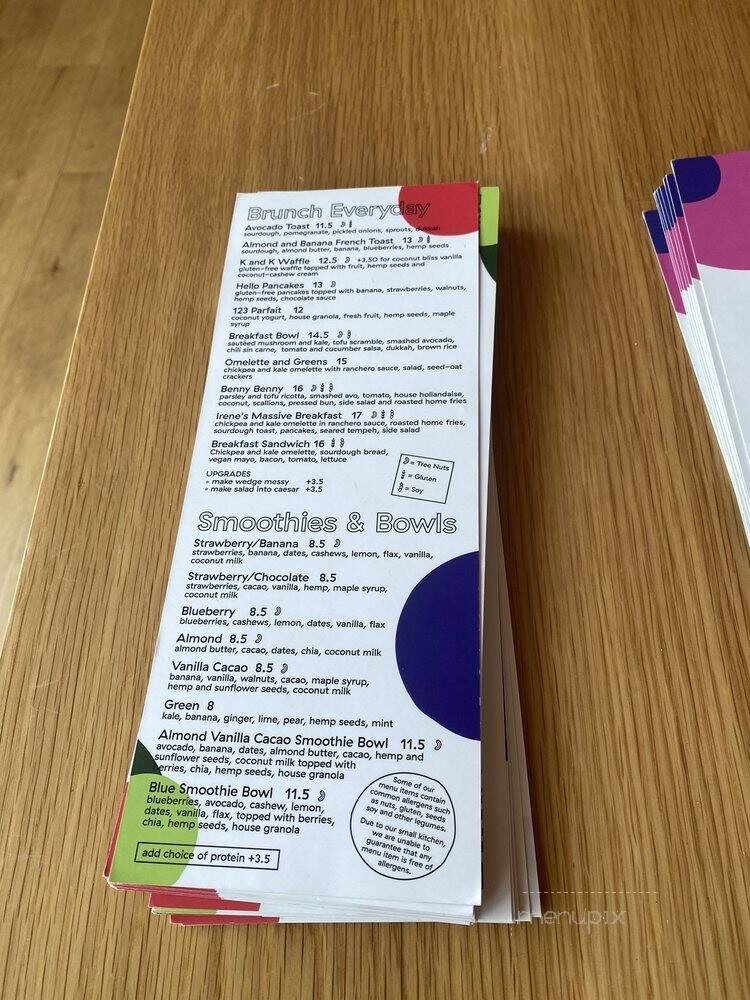 Brunch Everyday
Avocado Toast 11.5
sourdough, pomegranate, pickled onions, sprouts, dukkah
Almond and Banana French Toast 13
sourdough, almond butter, banana, blueberries, hemp seeds
K and K Waffle 12.5 +3.50 for coconut bliss vanilla
gluten-free waffle topped with fruit, hemp seeds and
coconut-cashew cream
Hello Pancakes 13
gluten-free pancakes topped with banana, strawberries, walnuts,
hemp seeds, chocolate sauce
123 Parfait 12
coconut yogurt, house granola, fresh fruit, hemp seeds, maple
syrup
Breakfast Bowl 14.5
sautéed mushroom and kale, tofu scramble, smashed avocado,
chili sin carne, tomato and cucumber salsa, dukkah, brown rice
Omelette and Greens 15
chickpea and kale omelette with ranchero sauce, salad, seed-oat
crackers
Benny Benny 16
parsley and tofu ricotta, smashed avo, tomato, house hollandaise,
coconut, scallions, pressed bun, side salad and roasted home fries
Irene's Massive Breakfast 17
chickpea and kale omelette in ranchero sauce, roasted home fries,
sourdough toast, pancakes, seared tempeh, side salad
Breakfast Sandwich 16
Chickpea and kale omelette, sourdough bread,
vegan mayo, bacon, tomato, lettuce
UPGRADES
• make wedge messy +3.5
• make salad into caesar +3.5
= Tree Nuts
= Gluten
= Soy
Smoothies & Bowls
Strawberry/Banana 8.5
strawberries, banana, dates, cashews, lemon, flax, vanilla,
coconut milk
Strawberry/Chocolate 8.5
strawberries, cacao, vanilla, hemp, maple syrup,
coconut milk
Blueberry 8.5
blueberries, cashews, lemon, dates, vanilla, flax
Almond 8.5
almond butter, cacao, dates, chia, coconut milk
Vanilla Cacao 8.5
banana, vanilla, walnuts, cacao, maple syrup,
hemp and sunflower seeds, coconut milk
Green 8
kale, banana, ginger, lime, pear, hemp seeds, mint
Almond Vanilla Cacao Smoothie Bowl 11.5
avocado, banana, dates, almond butter, cacao, hemp and
sunflower seeds, coconut milk topped with
berries, chia, hemp seeds, house granola
Blue Smoothie Bowl 11.5
blueberries, avocado, cashew, lemon,
dates, vanilla, flax, topped with berries,
chia, hemp seeds, house granola
add choice of protein +3.5
Some of our
menu items contain
common allergens such
as nuts, gluten, seeds
soy and other legumes.
Due to our small kitchen,
we are unable to
guarantee that any
menu item is free of
allergens.
menupix